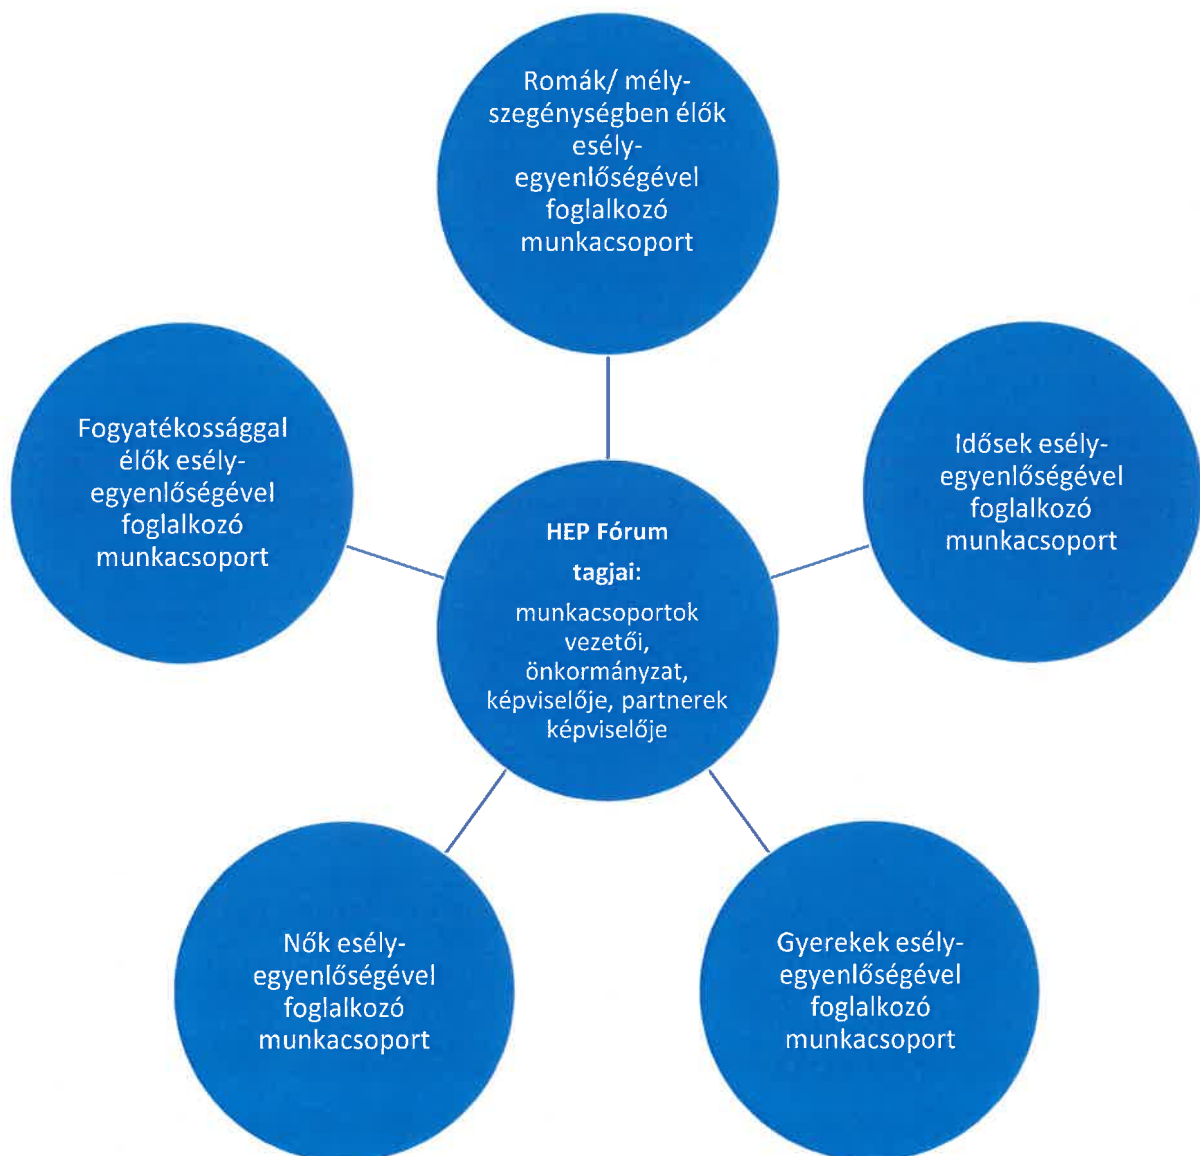 Romák/ mély-
szegénységben élők
esély-
egyenlőségével
foglalkozó
munkacsoport
Fogyatékossággal
élők esély-
egyenlőségével
foglalkozó
munkacsoport
Idősek esély-
egyenlőségével
foglalkozó
munkacsoport
HEP Fórum
tagjai:
munkacsoportok
vezetői,
önkormányzat,
képviselője, partnerek
képviselője
Nők esély-
egyenlőségével
foglalkozó
munkacsoport
Gyerekek esély-
egyenlőségével
foglalkozó
munkacsoport